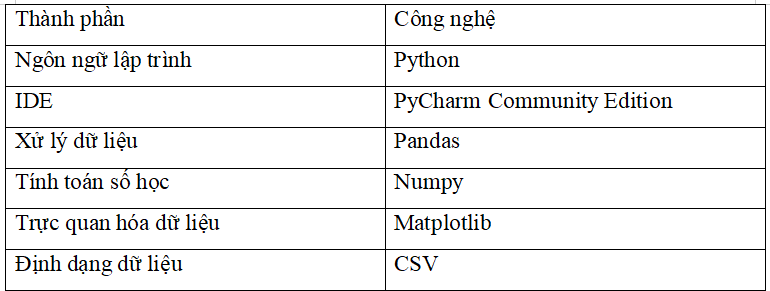 Thành phần Công nghệ
Ngôn ngữ lập trình Python
IDE PyCharm Community Edition
Xử lý dữ liệu Pandas
Tính toán số học Numpy
Trực quan hóa dữ liệu Matplotlib
Định dạng dữ liệu CSV